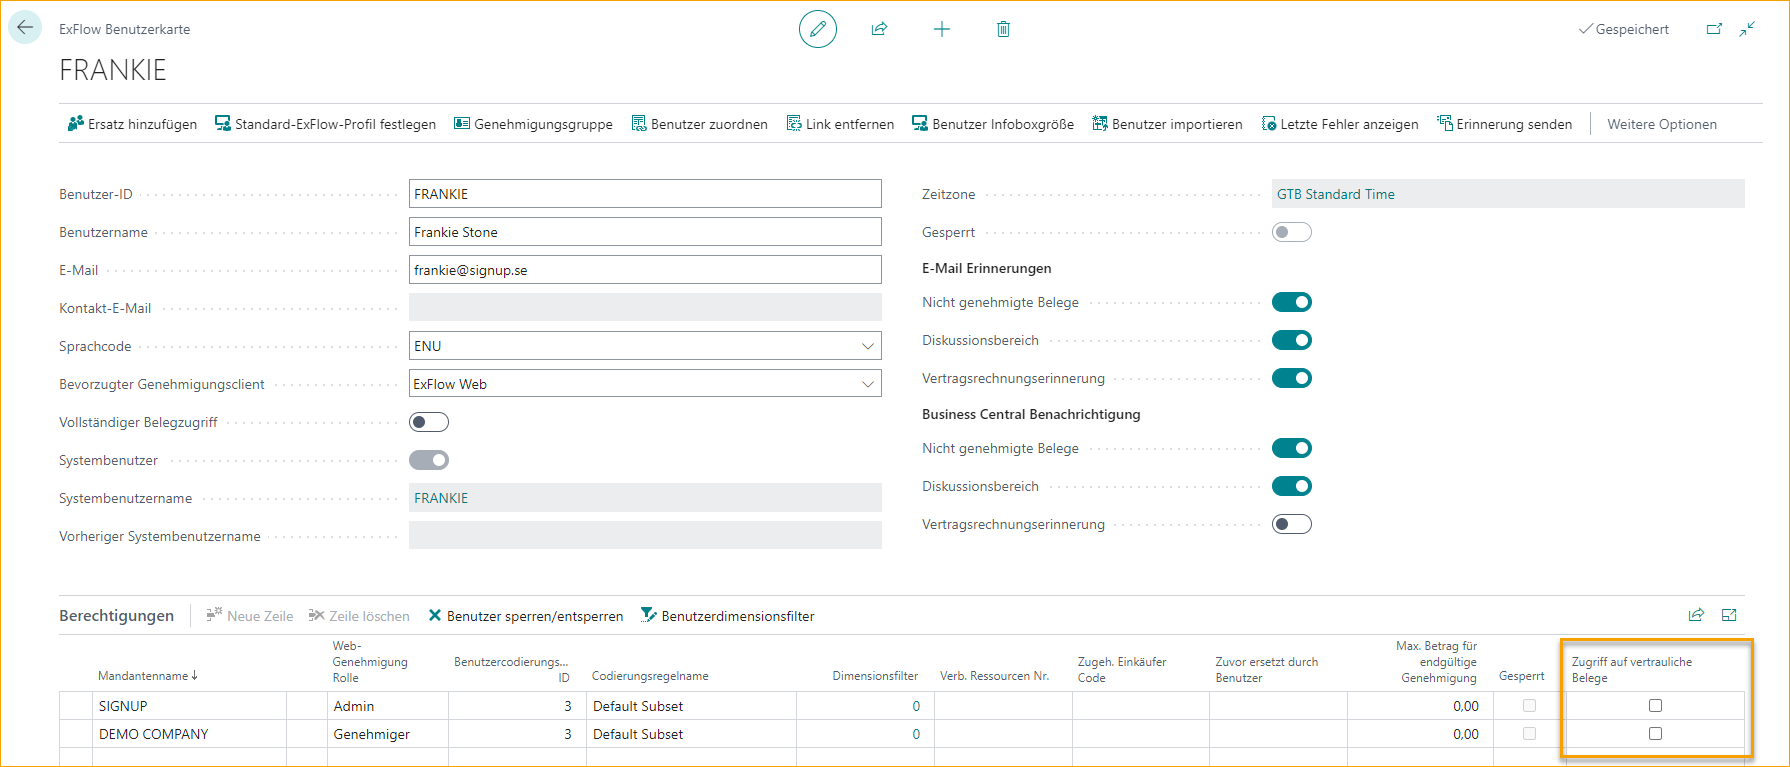 ExFlow Benutzerkarte
Gespeichert
FRANKIE
Ersatz hinzufügen
Standard-ExFlow-Profil festlegen
Genehmigungsgruppe
Benutzer zuordnen
Link entfernen
Benutzer Infoboxgröße
Benutzer importieren
Letzte Fehler anzeigen
Erinnerung senden
Weitere Optionen
Benutzer-ID
FRANKIE
Benutzername
Frankie Stone
E-Mail
frankie@signup.se
Kontakt-E-Mail
Sprachcode
ENU
Bevorzugter Genehmigungsclient
ExFlow Web
Vollständiger Belegzugriff
Systembenutzer
Systembenutzername
FRANKIE
Vorheriger Systembenutzername
Zeitzone
GTB Standard Time
Gesperrt
E-Mail Erinnerungen
Nicht genehmigte Belege
Diskussionsbereich
Vertragsrechnungserinnerung
Business Central Benachrichtigung
Nicht genehmigte Belege
Diskussionsbereich
Vertragsrechnungserinnerung
Berechtigungen
Neue Zeile
Zeile löschen
Benutzer sperren/entsperren
Benutzerdimensionsfilter
Mandantenname↓
Web-
Genehmigung
Rolle
Benutzercodierungs...
ID
Codierungsregelname
Dimensionsfilter
Verb. Ressourcen Nr.
Zugeh. Einkäufer
Code
Zuvor ersetzt durch
Benutzer
Max. Betrag für
endgültige
Genehmigung
Gesperrt
Zugriff auf vertrauliche
Belege
SIGNUP Admin 3 Default Subset 0 0,00
DEMO COMPANY Genehmiger 3 Default Subset 0 0,00